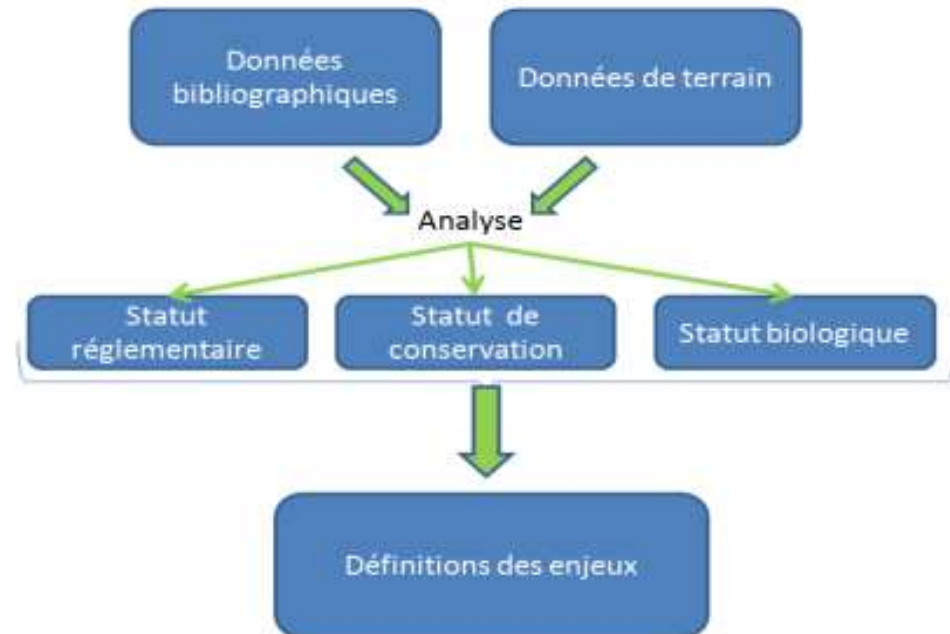 Données
bibliographiques
Données de terrain
Analyse
Statut
réglementaire
Statut de
conservation
Statut biologique
Définitions des enjeux